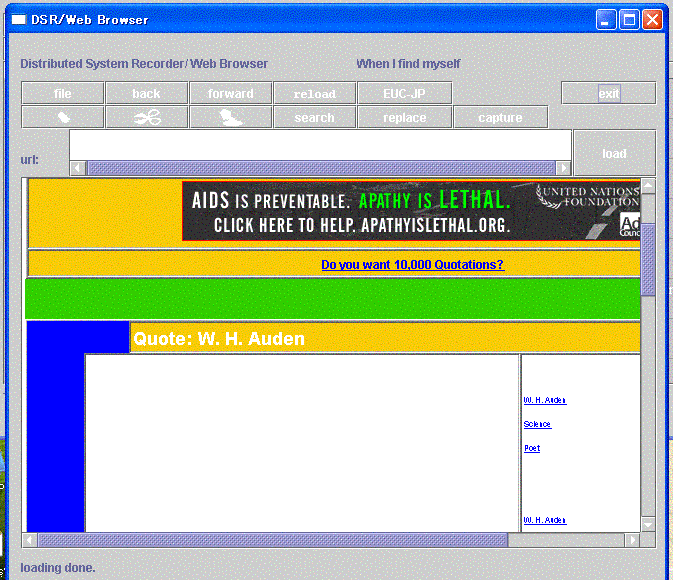 DSR/Web Browser
Distributed System Recorder/ Web Browser When I find myself
file back forward reload EUC-JP exit
search replace capture
url: load
AIDS IS PREVENTABLE. APATHY IS LETHAL. UNITED NATIONS
CLICK HERE TO HELP. APATHYISLETHAL.ORG. FOUNDATION
Ad
COUNC
Do you want 10,000 Quotations?
Quote: W. H. Auden
W. H. Auden
Science
Poet
W. H. Auden
loading done.